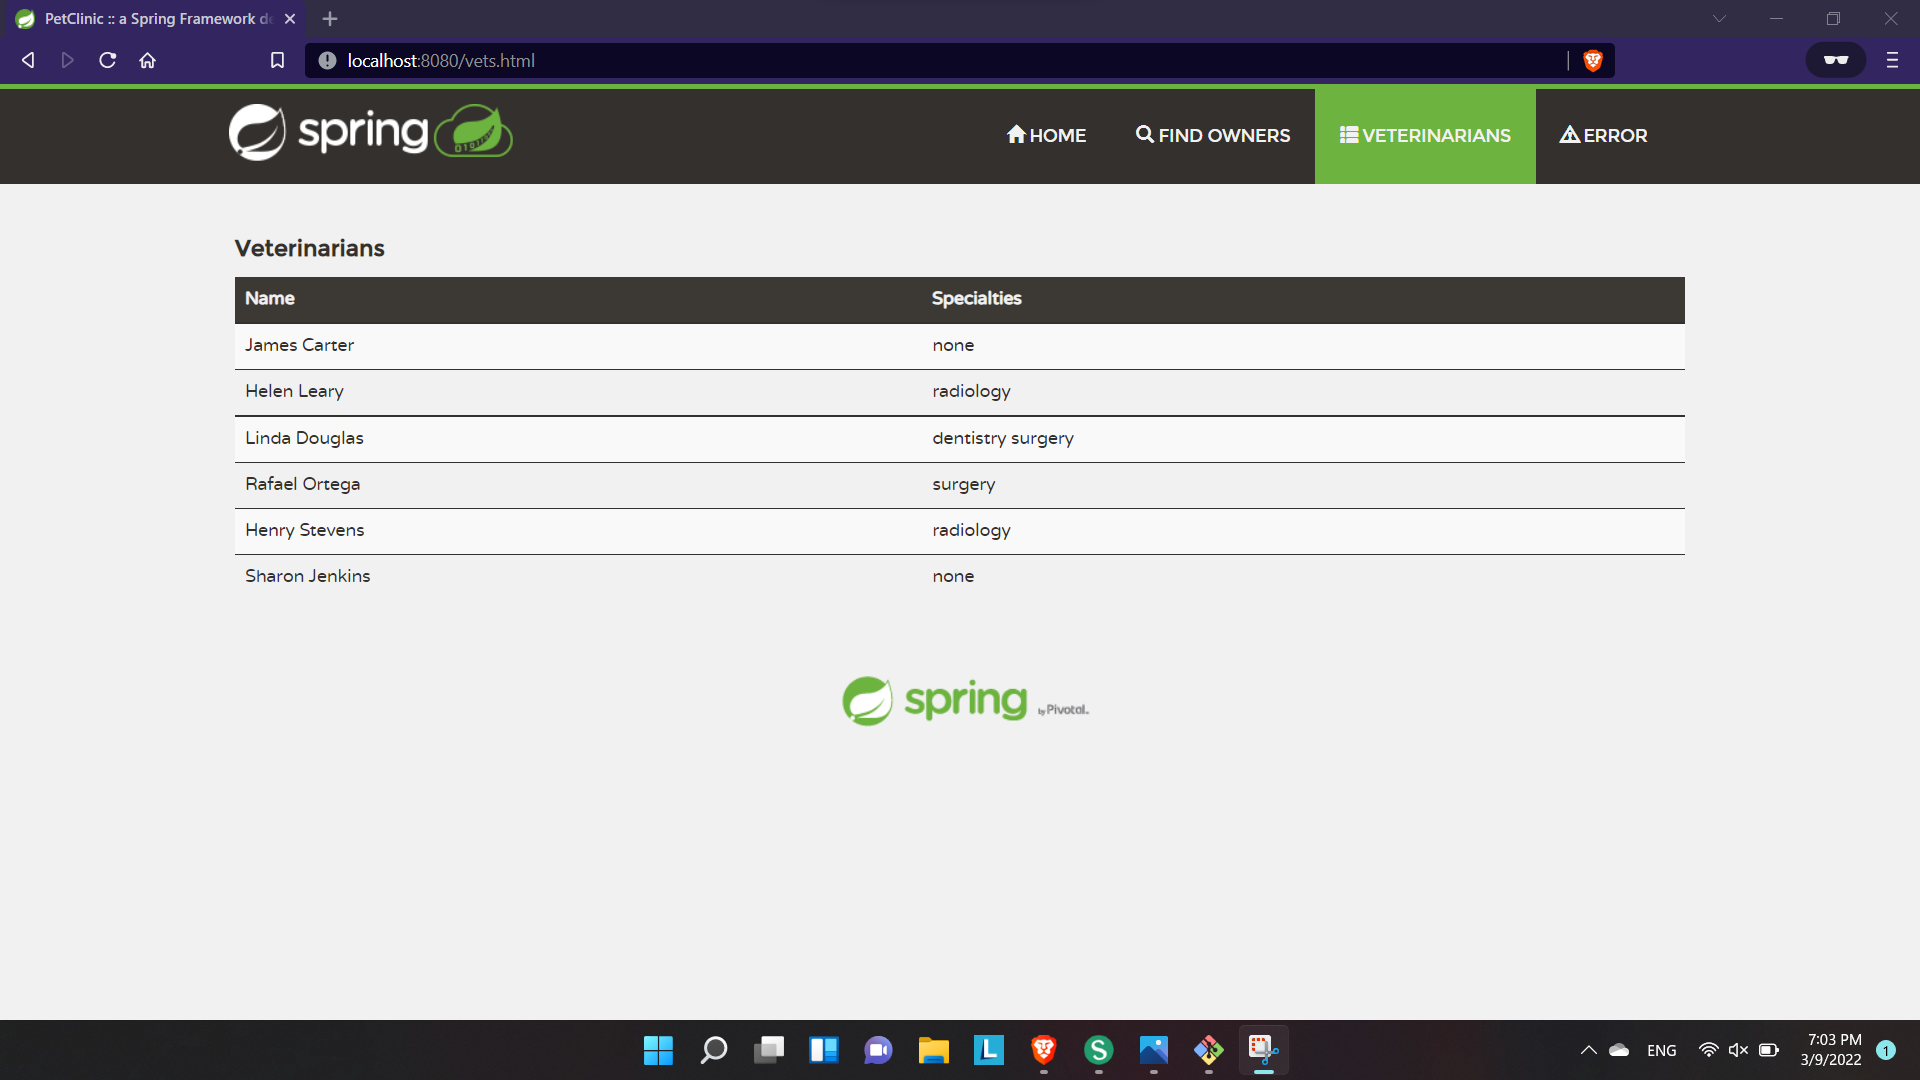 PetClinic :: a Spring Framework de
localhost:8080/vets.html
spring
HOME
FIND OWNERS
VETERINARIANS
ERROR
Veterinarians
Name Specialties
James Carter none
Helen Leary radiology
Linda Douglas dentistry surgery
Rafael Ortega surgery
Henry Stevens radiology
Sharon Jenkins none
spring by Pivotal
L
S
ENG
7:03 PM
3/9/2022
1